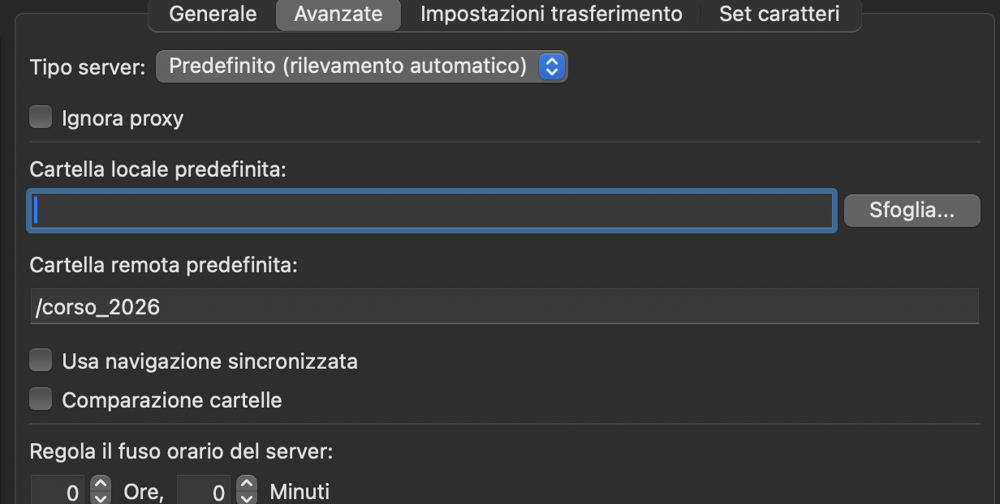 Generale Avanzate Impostazioni trasferimento Set caratteri
Tipo server: Predefinito (rilevamento automatico)
Ignora proxy
Cartella locale predefinita:
Sfoglia...
Cartella remota predefinita:
/corso_2026
Usa navigazione sincronizzata
Comparazione cartelle
Regola il fuso orario del server:
0 Ore, 0 Minuti